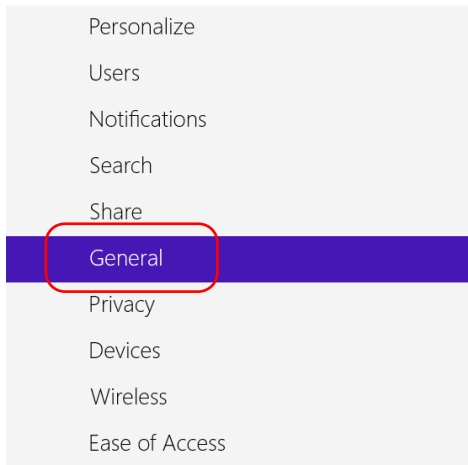 Personalize
Users
Notifications
Search
Share
General
Privacy
Devices
Wireless
Ease of Access